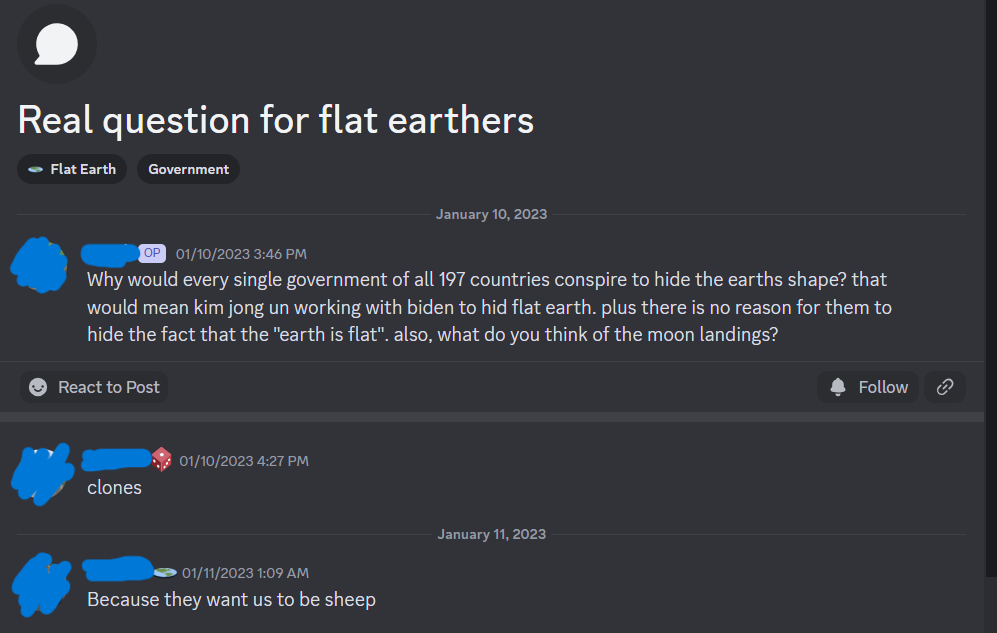 Real question for flat earthers
Flat Earth Government
January 10, 2023
OP 01/10/2023 3:46 PM
Why would every single government of all 197 countries conspire to hide the earths shape? that
would mean kim jong un working with biden to hid flat earth. plus there is no reason for them to
hide the fact that the "earth is flat". also, what do you think of the moon landings?
React to Post Follow
01/10/2023 4:27 PM
clones
January 11, 2023
01/11/2023 1:09 AM
Because they want us to be sheep